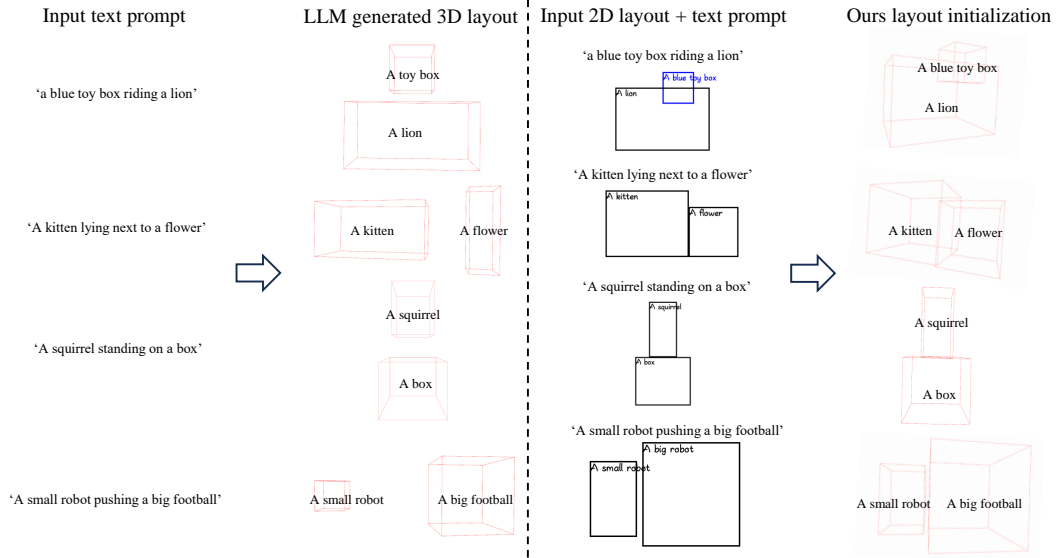 Input text prompt
LLM generated 3D layout
Input 2D layout + text prompt
Ours layout initialization
‘a blue toy box riding a lion’
A toy box
A lion
‘a blue toy box riding a lion’
A blue toy box
A lion
A blue toy box
A lion
‘A kitten lying next to a flower’
A kitten
A flower
‘A kitten lying next to a flower’
A kitten
A flower
A kitten
A flower
‘A squirrel standing on a box’
A squirrel
A box
‘A squirrel standing on a box’
A squirrel
A box
A squirrel
A box
‘A small robot pushing a big football’
A small robot
A big football
‘A small robot pushing a big football’
A big robot
A small robot
A small robot
A big football